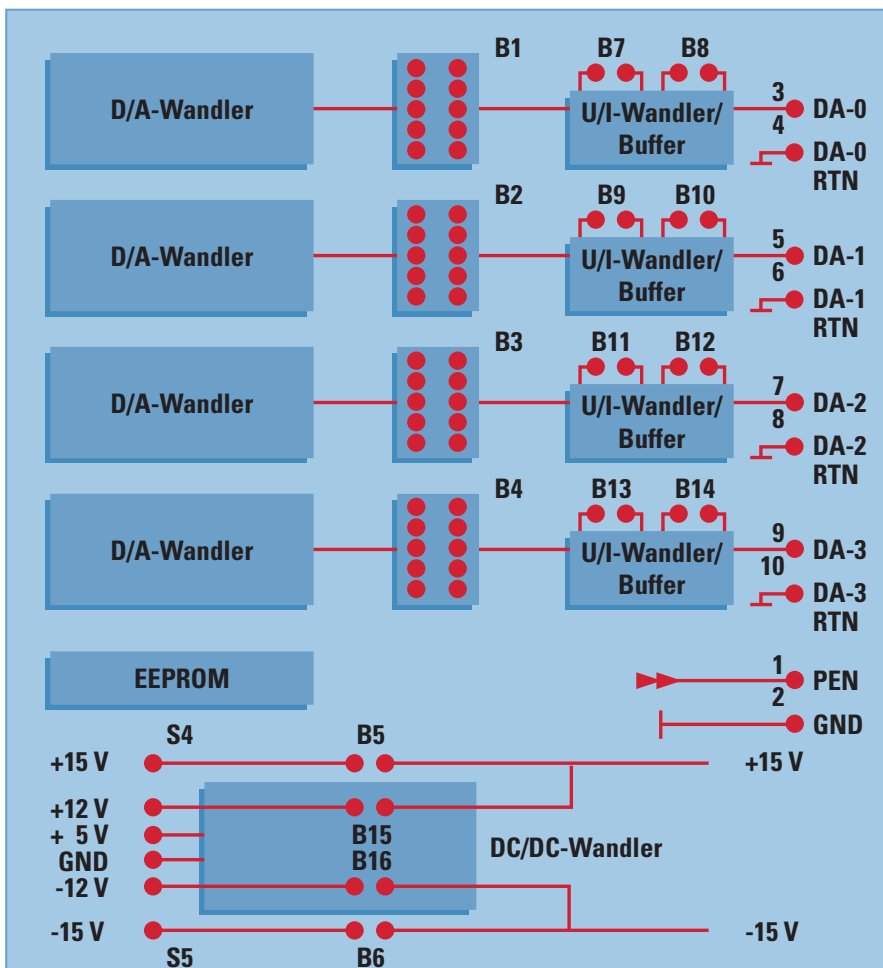 B1
B7 B8
D/A-Wandler
U/I-Wandler/
Buffer
3
DA-0
4
DA-0
RTN
B2
B9 B10
D/A-Wandler
U/I-Wandler/
Buffer
5
DA-1
6
DA-1
RTN
B3
B11 B12
D/A-Wandler
U/I-Wandler/
Buffer
7
DA-2
8
DA-2
RTN
B4
B13 B14
D/A-Wandler
U/I-Wandler/
Buffer
9
DA-3
10
DA-3
RTN
EEPROM
1
PEN
2
GND
S4 B5
+15 V +15 V
+12 V
+ 5 V B15
DC/DC-Wandler
GND B16
-12 V
-15 V -15 V
S5 B6